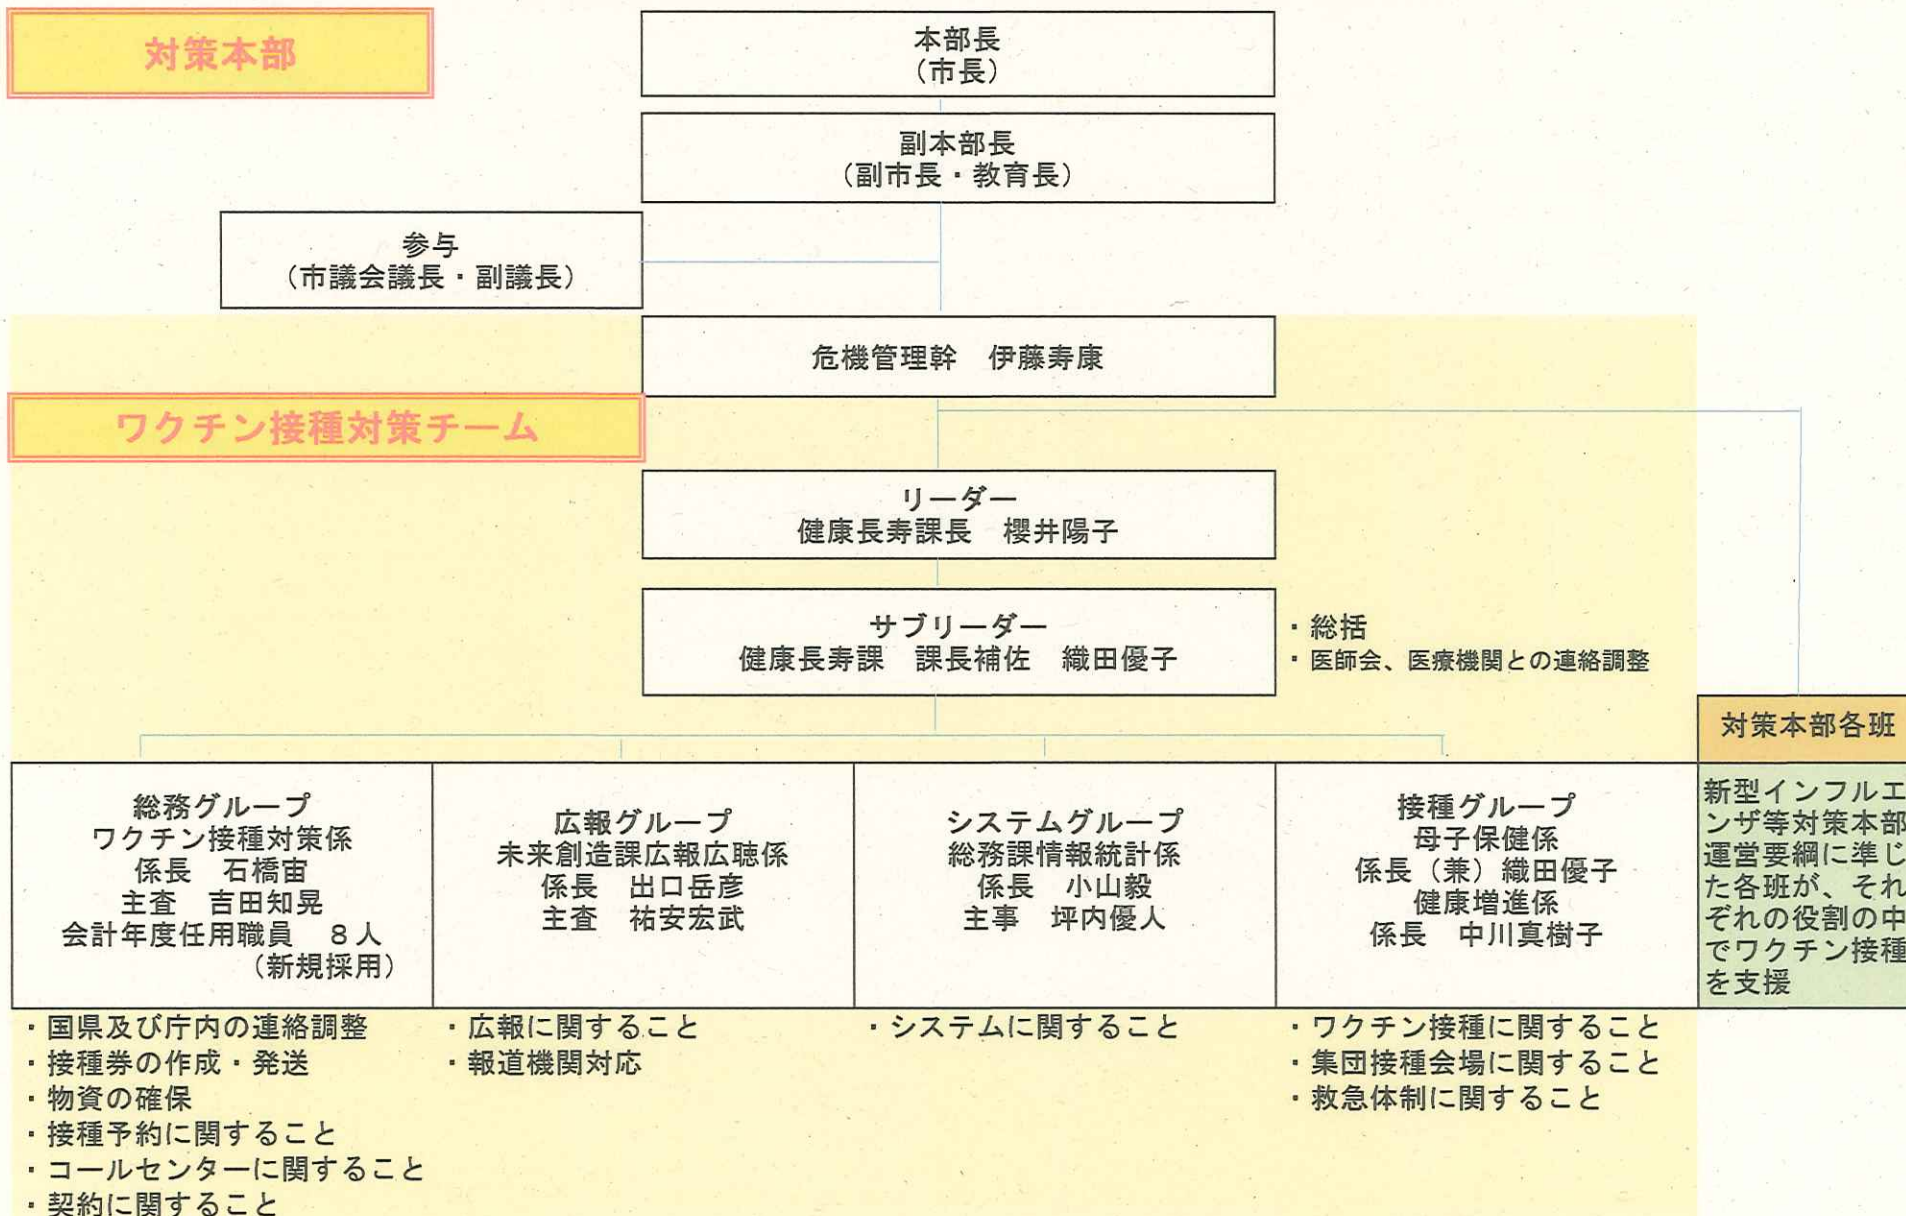 対策本部
本部長
（市長）
副本部長
（副市長・教育長）
参与
（市議会議長・副議長）
危機管理幹　伊藤寿康
ワクチン接種対策チーム
リーダー
健康長寿課長　櫻井陽子
サブリーダー
健康長寿課　課長補佐　織田優子
・総括
・医師会、医療機関との連絡調整
総務グループ
ワクチン接種対策係
係長　石橋宙
主査　吉田知晃
会計年度任用職員　８人
（新規採用）
・国県及び庁内の連絡調整
・接種券の作成・発送
・物資の確保
・接種予約に関すること
・コールセンターに関すること
・契約に関すること
広報グループ
未来創造課広報広聴係
係長　出口岳彦
主査　祐安宏武
・広報に関すること
・報道機関対応
システムグループ
総務課情報統計係
係長　小山毅
主事　坪内優人
・システムに関すること
接種グループ
母子保健係
係長（兼）織田優子
健康増進係
係長　中川真樹子
・ワクチン接種に関すること
・集団接種会場に関すること
・救急体制に関すること
対策本部各班
新型インフルエ
ンザ等対策本部
運営要綱に準じ
た各班が、それ
ぞれの役割の中
でワクチン接種
を支援